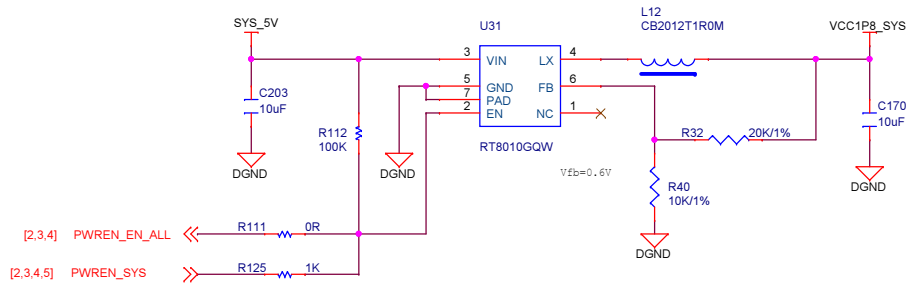 L12
SYS_5V
U31
CB2012T1R0M
VCC1P8_SYS
3
VIN
LX
4
5
GND
FB
6
7
PAD
2
EN
NC
1
C203
10uF
R112
100K
RT8010GQW
R32
20K/1%
C170
10uF
DGND
DGND
Vfb=0.6V
R40
10K/1%
DGND
[2,3,4] PWREN_EN_ALL
R111
0R
DGND
[2,3,4,5] PWREN_SYS
R125
1K